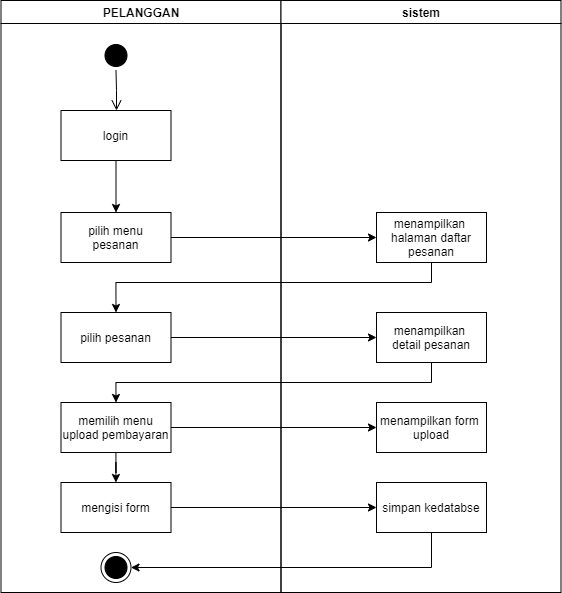 PELANGGAN
sistem
login
pilih menu
pesanan
menampilkan
halaman daftar
pesanan
pilih pesanan
menampilkan
detail pesanan
memilih menu
upload pembayaran
menampilkan form
upload
mengisi form
simpan kedatabse